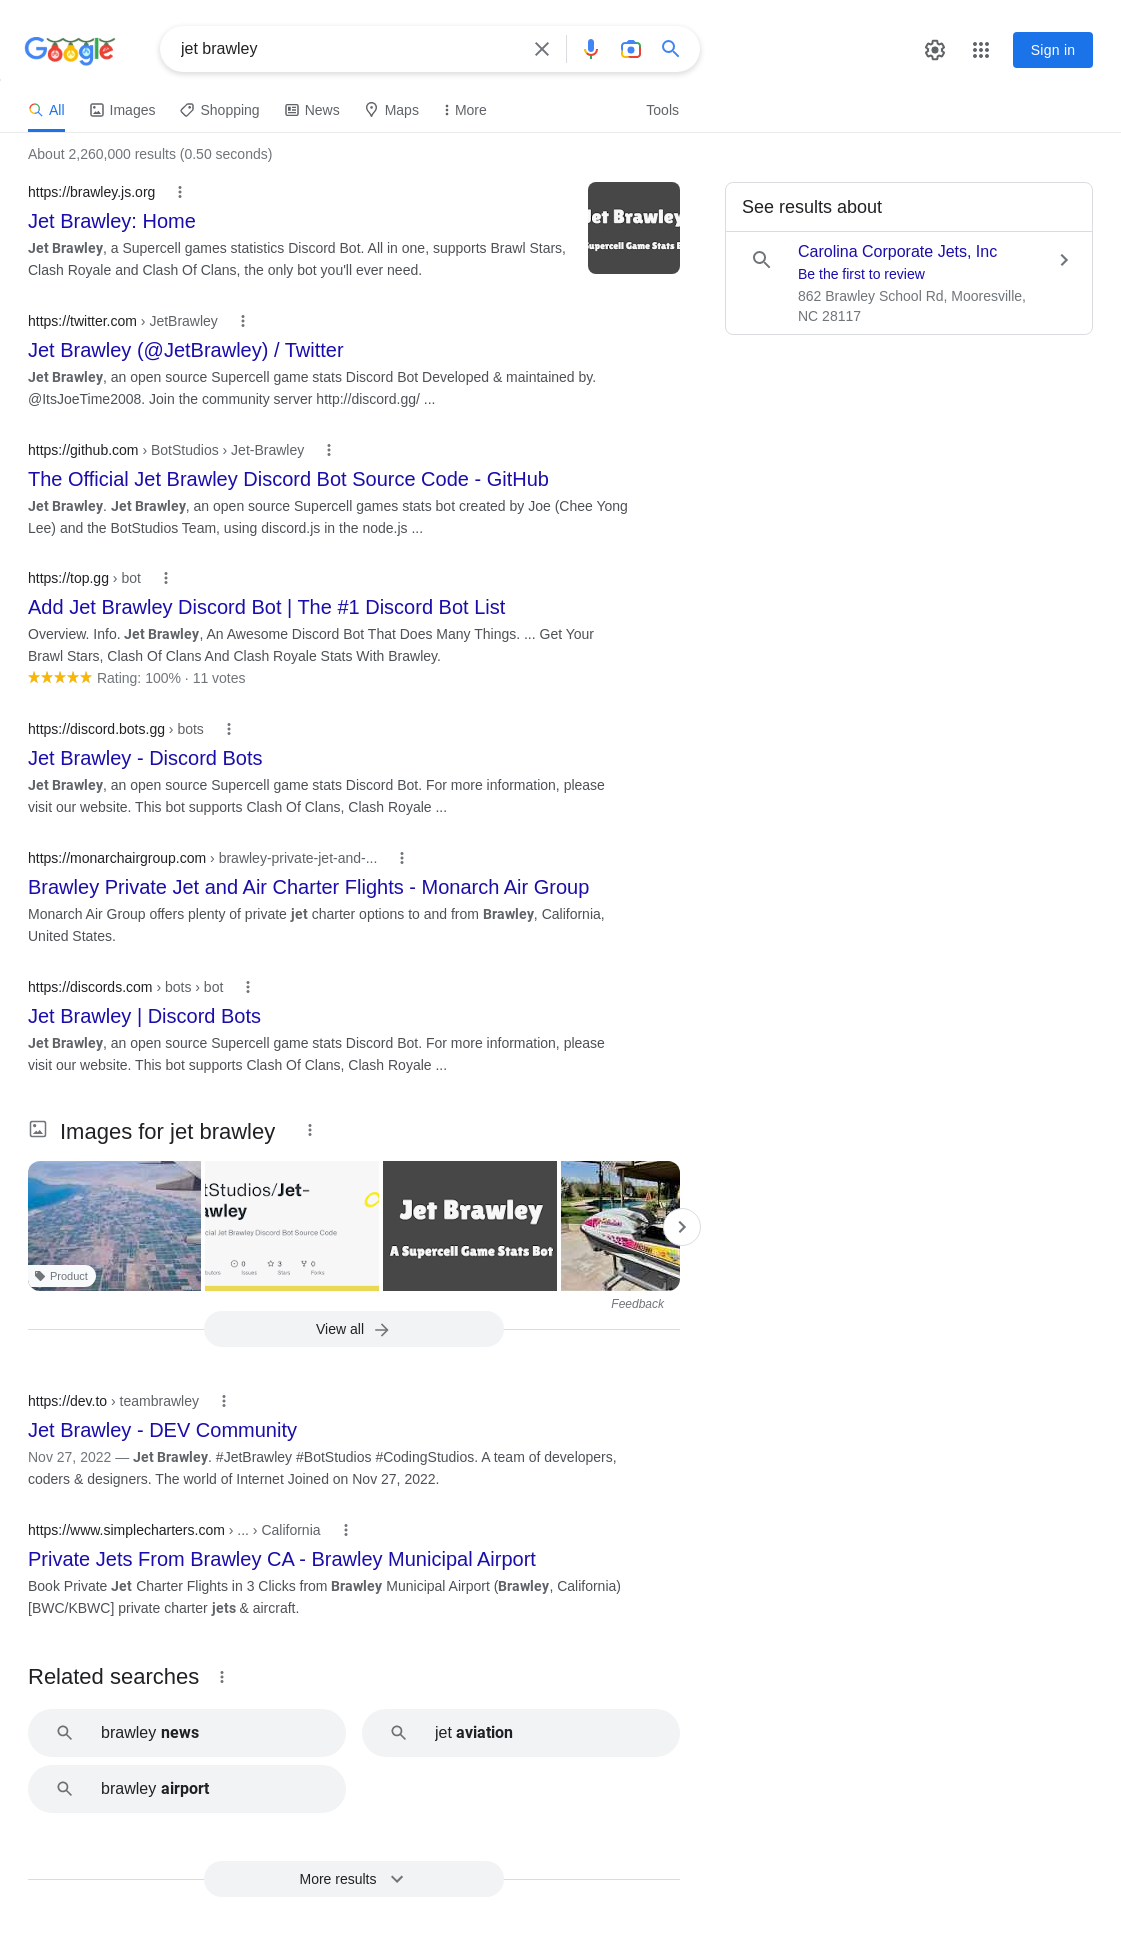 Google
jet brawley
Sign in
All
Images
Shopping
News
Maps
More
Tools
About 2,260,000 results (0.50 seconds)
https://brawley.js.org
Jet Brawley: Home
Jet Brawley, a Supercell games statistics Discord Bot. All in one, supports Brawl Stars,
Clash Royale and Clash Of Clans, the only bot you'll ever need.
Jet Brawley
Supercell Game Stats B
See results about
Carolina Corporate Jets, Inc
Be the first to review
862 Brawley School Rd, Mooresville,
NC 28117
https://twitter.com › JetBrawley
Jet Brawley (@JetBrawley) / Twitter
Jet Brawley, an open source Supercell game stats Discord Bot Developed & maintained by.
@ItsJoeTime2008. Join the community server http://discord.gg/ ...
https://github.com › BotStudios › Jet-Brawley
The Official Jet Brawley Discord Bot Source Code - GitHub
Jet Brawley. Jet Brawley, an open source Supercell games stats bot created by Joe (Chee Yong
Lee) and the BotStudios Team, using discord.js in the node.js ...
https://top.gg › bot
Add Jet Brawley Discord Bot | The #1 Discord Bot List
Overview. Info. Jet Brawley, An Awesome Discord Bot That Does Many Things. ... Get Your
Brawl Stars, Clash Of Clans And Clash Royale Stats With Brawley.
Rating: 100% · 11 votes
https://discord.bots.gg › bots
Jet Brawley - Discord Bots
Jet Brawley, an open source Supercell game stats Discord Bot. For more information, please
visit our website. This bot supports Clash Of Clans, Clash Royale ...
https://monarchairgroup.com › brawley-private-jet-and-...
Brawley Private Jet and Air Charter Flights - Monarch Air Group
Monarch Air Group offers plenty of private jet charter options to and from Brawley, California,
United States.
https://discords.com › bots › bot
Jet Brawley | Discord Bots
Jet Brawley, an open source Supercell game stats Discord Bot. For more information, please
visit our website. This bot supports Clash Of Clans, Clash Royale ...
Images for jet brawley
Product
tStudios/Jet-
awley
cial Jet Brawley Discord Bot Source Code
0 3 0
butors Issues Stars Forks
Jet Brawley
A Supercell Game Stats Bot
Feedback
View all
https://dev.to › teambrawley
Jet Brawley - DEV Community
Nov 27, 2022 — Jet Brawley. #JetBrawley #BotStudios #CodingStudios. A team of developers,
coders & designers. The world of Internet Joined on Nov 27, 2022.
https://www.simplecharters.com › ... › California
Private Jets From Brawley CA - Brawley Municipal Airport
Book Private Jet Charter Flights in 3 Clicks from Brawley Municipal Airport (Brawley, California)
[BWC/KBWC] private charter jets & aircraft.
Related searches
brawley news
jet aviation
brawley airport
More results